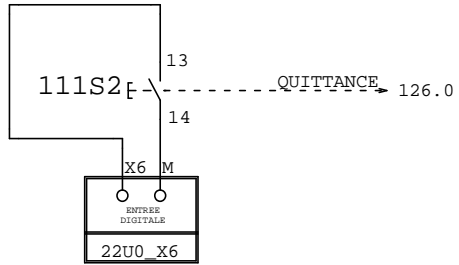 13
111S2 QUITTANCE 126.0
14
X6 M
ENTREE
DIGITALE
22U0_X6